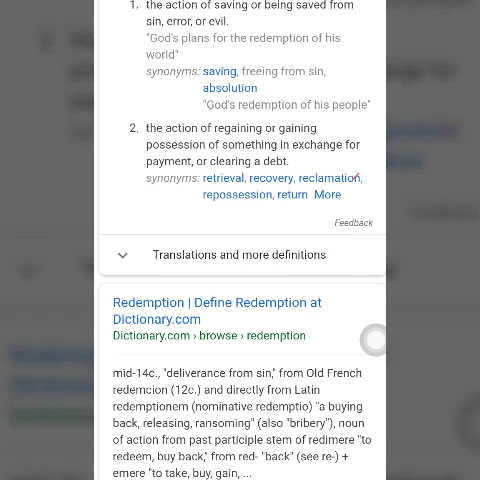 1. the action of saving or being saved from
sin, error, or evil.
"God's plans for the redemption of his
world"
synonyms: saving, freeing from sin,
absolution
"God's redemption of his people"
2. the action of regaining or gaining
possession of something in exchange for
payment, or clearing a debt.
synonyms: retrieval, recovery, reclamation,
repossession, return More
Feedback
Translations and more definitions
Redemption | Define Redemption at
Dictionary.com
Dictionary.com › browse › redemption
mid-14c., "deliverance from sin," from Old French
redemcion (12c.) and directly from Latin
redemptionem (nominative redemptio) "a buying
back, releasing, ransoming" (also "bribery"), noun
of action from past participle stem of redimere "to
redeem, buy back," from red- "back" (see re-) +
emere "to take, buy, gain, ...